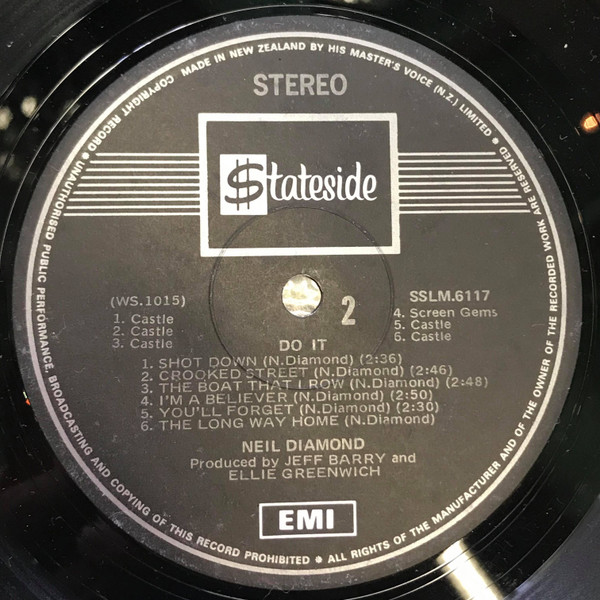 COPYRIGHT RECORD ● UNAUTHORISED PUBLIC PERFORMANCE, BROADCASTING AND COPYING OF THIS RECORD PROHIBITED ● ALL RIGHTS OF THE MANUFACTURER AND OF THE OWNER OF THE RECORDED WORK ARE RESERVED ● MADE IN NEW ZEALAND BY HIS MASTER'S VOICE (N.Z.) LIMITED ●
STEREO
$tateside
(WS.1015)
1. Castle
2. Castle
3. Castle
2
SSLM.6117
4. Screen Gems
5. Castle
6. Castle
DO IT
1. SHOT DOWN (N.Diamond) (2:36)
2. CROOKED STREET (N.Diamond) (2:46)
3. THE BOAT THAT I ROW (N.Diamond) (2:48)
4. I'M A BELIEVER (N.Diamond) (2:50)
5. YOU'LL FORGET (N.Diamond) (2:30)
6. THE LONG WAY HOME (N.Diamond)
NEIL DIAMOND
Produced by JEFF BARRY and
ELLIE GREENWICH
EMI